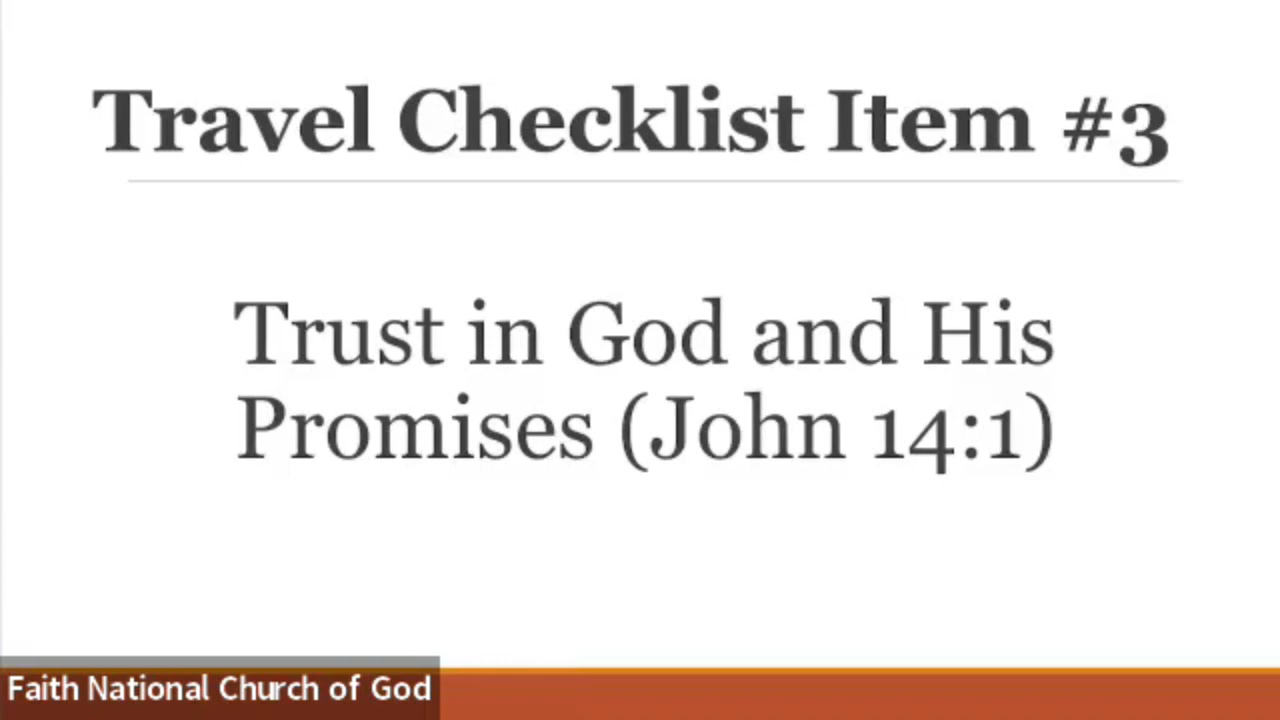 Travel Checklist Item #3
Trust in God and His
Promises (John 14:1)
Faith National Church of God